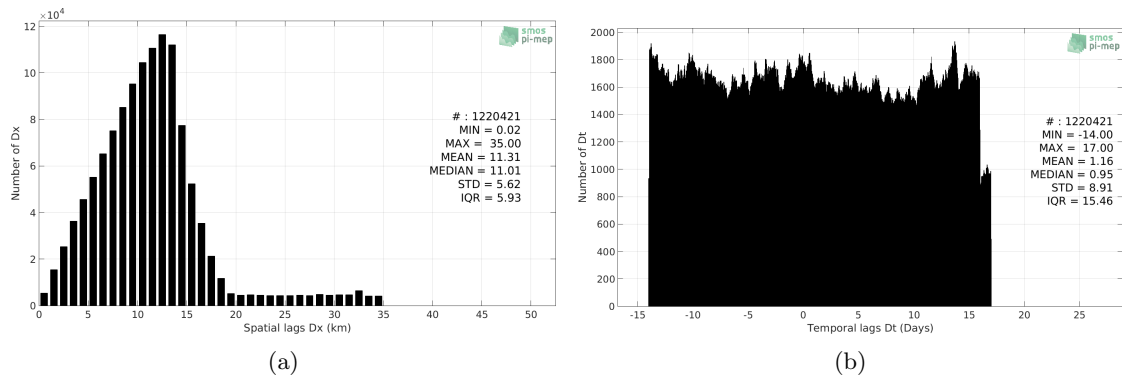 ×10⁴
12
10
8
6
4
2
0
Number of Dx
0 5 10 15 20 25 30 35 40 45 50
Spatial lags Dx (km)
smos
pi-mep
# : 1220421
MIN = 0.02
MAX = 35.00
MEAN = 11.31
MEDIAN = 11.01
STD = 5.62
IQR = 5.93
(a)
2000
1800
1600
1400
1200
1000
800
600
400
200
0
Number of Dt
-15 -10 -5 0 5 10 15 20 25
Temporal lags Dt (Days)
smos
pi-mep
# : 1220421
MIN = -14.00
MAX = 17.00
MEAN = 1.16
MEDIAN = 0.95
STD = 8.91
IQR = 15.46
(b)